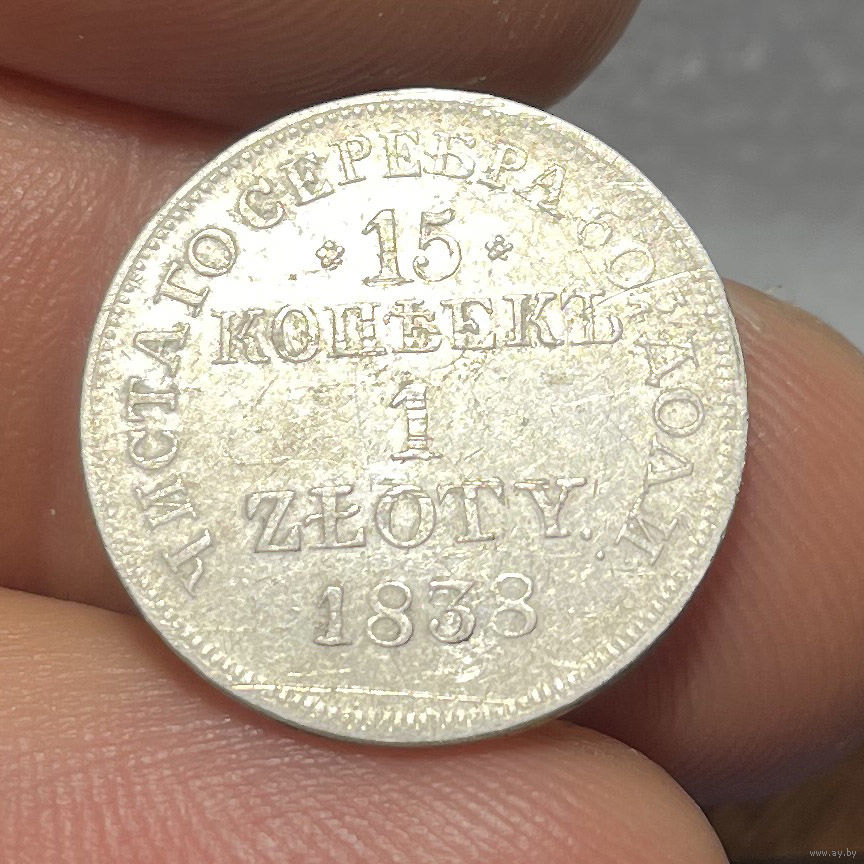 ЧИСТАГО СЕРЕБРА 60 ДОЛИ.
15
КОПѢЕКЪ
1
ZŁOTY.
1838
www.ay.by